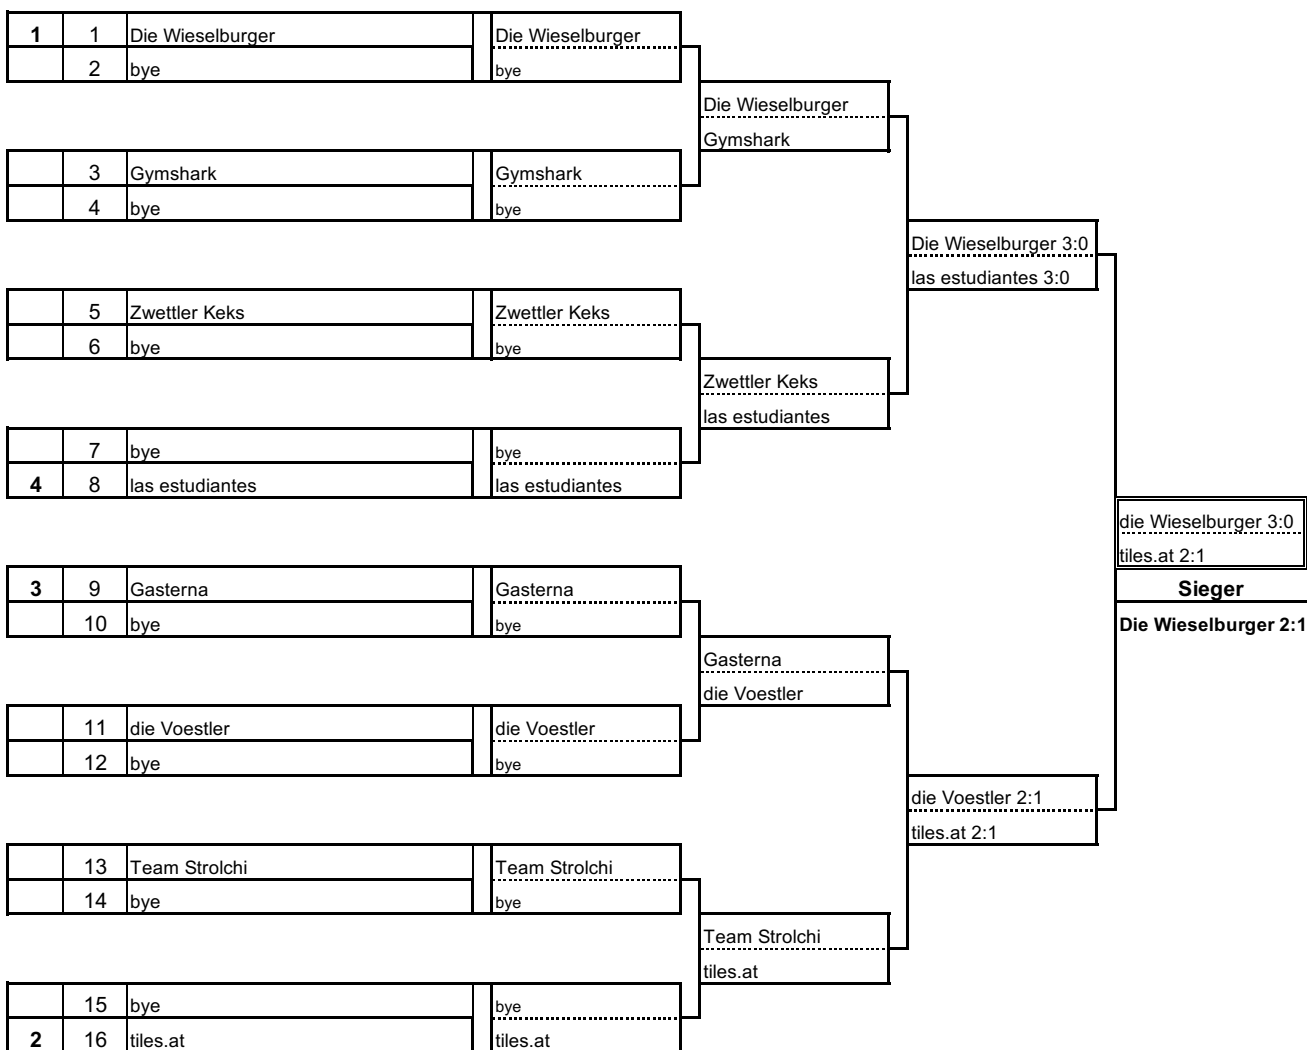 1 1 Die Wieselburger Die Wieselburger
2 bye bye
Die Wieselburger
Gymshark
3 Gymshark Gymshark
4 bye bye
Die Wieselburger 3:0
las estudiantes 3:0
5 Zwettler Keks Zwettler Keks
6 bye bye
Zwettler Keks
las estudiantes
7 bye bye
4 8 las estudiantes las estudiantes
die Wieselburger 3:0
tiles.at 2:1
3 9 Gasterna Gasterna Sieger
10 bye bye Die Wieselburger 2:1
Gasterna
die Voestler
11 die Voestler die Voestler
12 bye bye
die Voestler 2:1
tiles.at 2:1
13 Team Strolchi Team Strolchi
14 bye bye
Team Strolchi
tiles.at
15 bye bye
2 16 tiles.at tiles.at